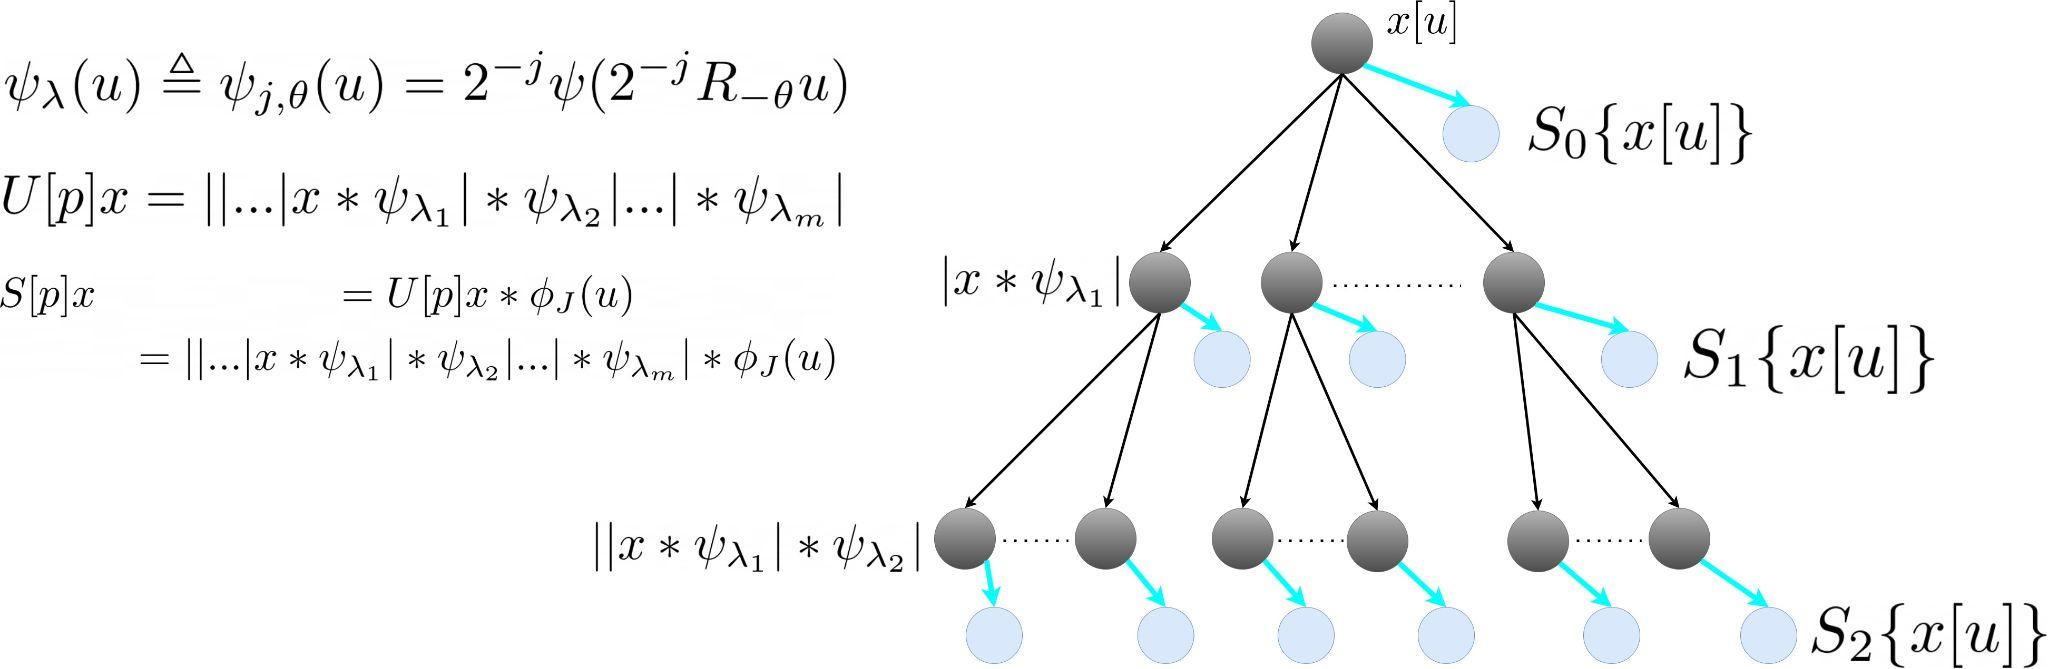 x[u]
ψ_λ(u) ≜ ψ_{j,θ}(u) = 2^{-j}ψ(2^{-j}R_{-θ}u)
S_0{x[u]}
U[p]x = ||...|x * ψ_{λ_1}| * ψ_{λ_2}|...| * ψ_{λ_m}|
|x * ψ_{λ_1}|
S[p]x = U[p]x * ϕ_J(u)
= ||...|x * ψ_{λ_1}| * ψ_{λ_2}|...| * ψ_{λ_m}| * ϕ_J(u)
S_1{x[u]}
||x * ψ_{λ_1}| * ψ_{λ_2}|
S_2{x[u]}